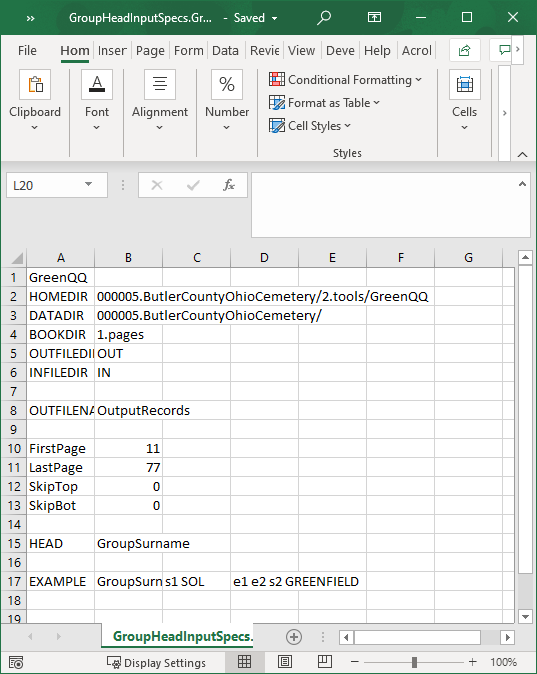 » GroupHeadInputSpecs.Gr... - Saved
File Hom Inser Page Form Data Revie View Deve Help Acrol
Clipboard Font Alignment Number Conditional Formatting Format as Table Cell Styles Cells
Styles
L20 fx
A B C D E F G
1 GreenQQ
2 HOMEDIR 000005.ButlerCountyOhioCemetery/2.tools/GreenQQ
3 DATADIR 000005.ButlerCountyOhioCemetery/
4 BOOKDIR 1.pages
5 OUTFILEDI OUT
6 INFILEDIR IN
7
8 OUTFILENA OutputRecords
9
10 FirstPage 11
11 LastPage 77
12 SkipTop 0
13 SkipBot 0
14
15 HEAD GroupSurname
16
17 EXAMPLE GroupSurn s1 SOL e1 e2 s2 GREENFIELD
18
19
GroupHeadInputSpecs.
Display Settings 100%